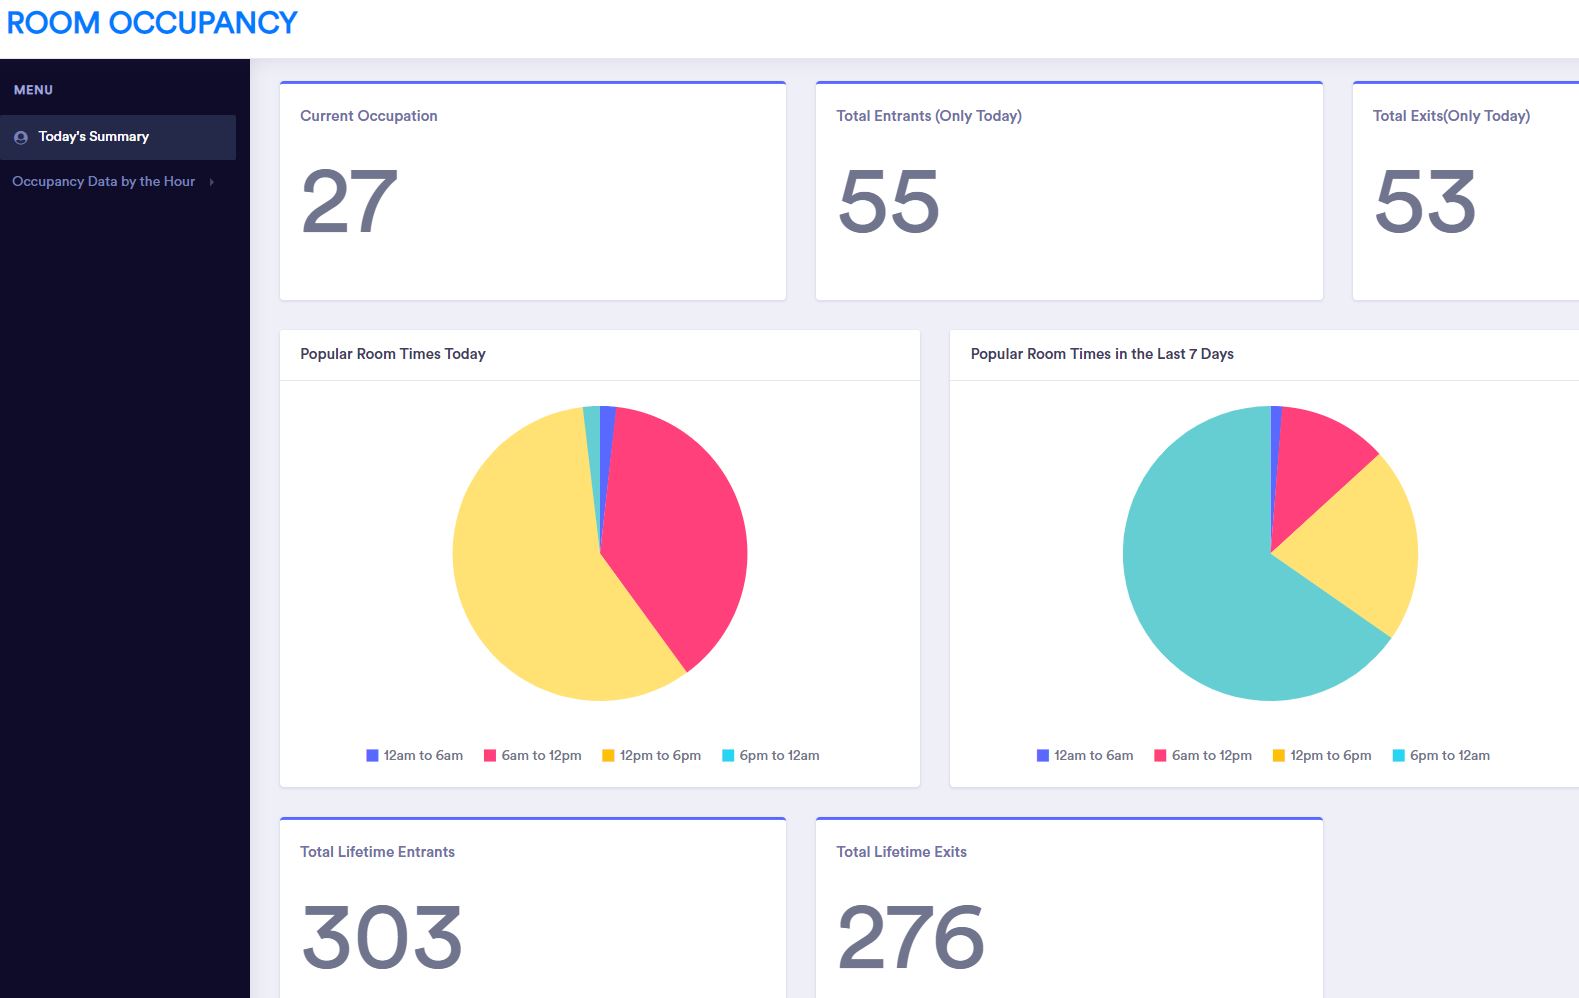 ROOM OCCUPANCY
MENU
Today's Summary
Occupancy Data by the Hour
Current Occupation
27
Total Entrants (Only Today)
55
Total Exits(Only Today)
53
Popular Room Times Today
12am to 6am 6am to 12pm 12pm to 6pm 6pm to 12am
Popular Room Times in the Last 7 Days
12am to 6am 6am to 12pm 12pm to 6pm 6pm to 12am
Total Lifetime Entrants
303
Total Lifetime Exits
276